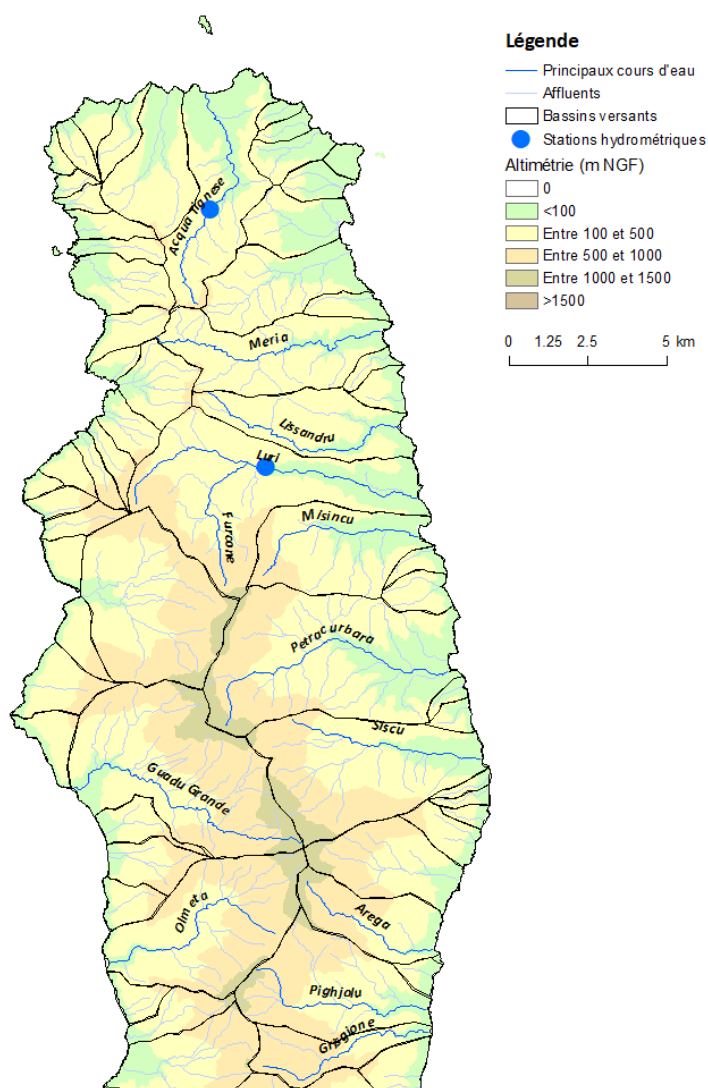 Légende
Principaux cours d'eau
Affluents
Bassins versants
Stations hydrométriques
Altimétrie (m NGF)
0
<100
Entre 100 et 500
Entre 500 et 1000
Entre 1000 et 1500
>1500
0 1.25 2.5 5 km
Acqua Tignese
Meria
Lissandru
Luri
Furcone
Misincu
Petracurbara
Siscu
Guadu Grande
Olmeta
Arega
Pighjolu
Grigione